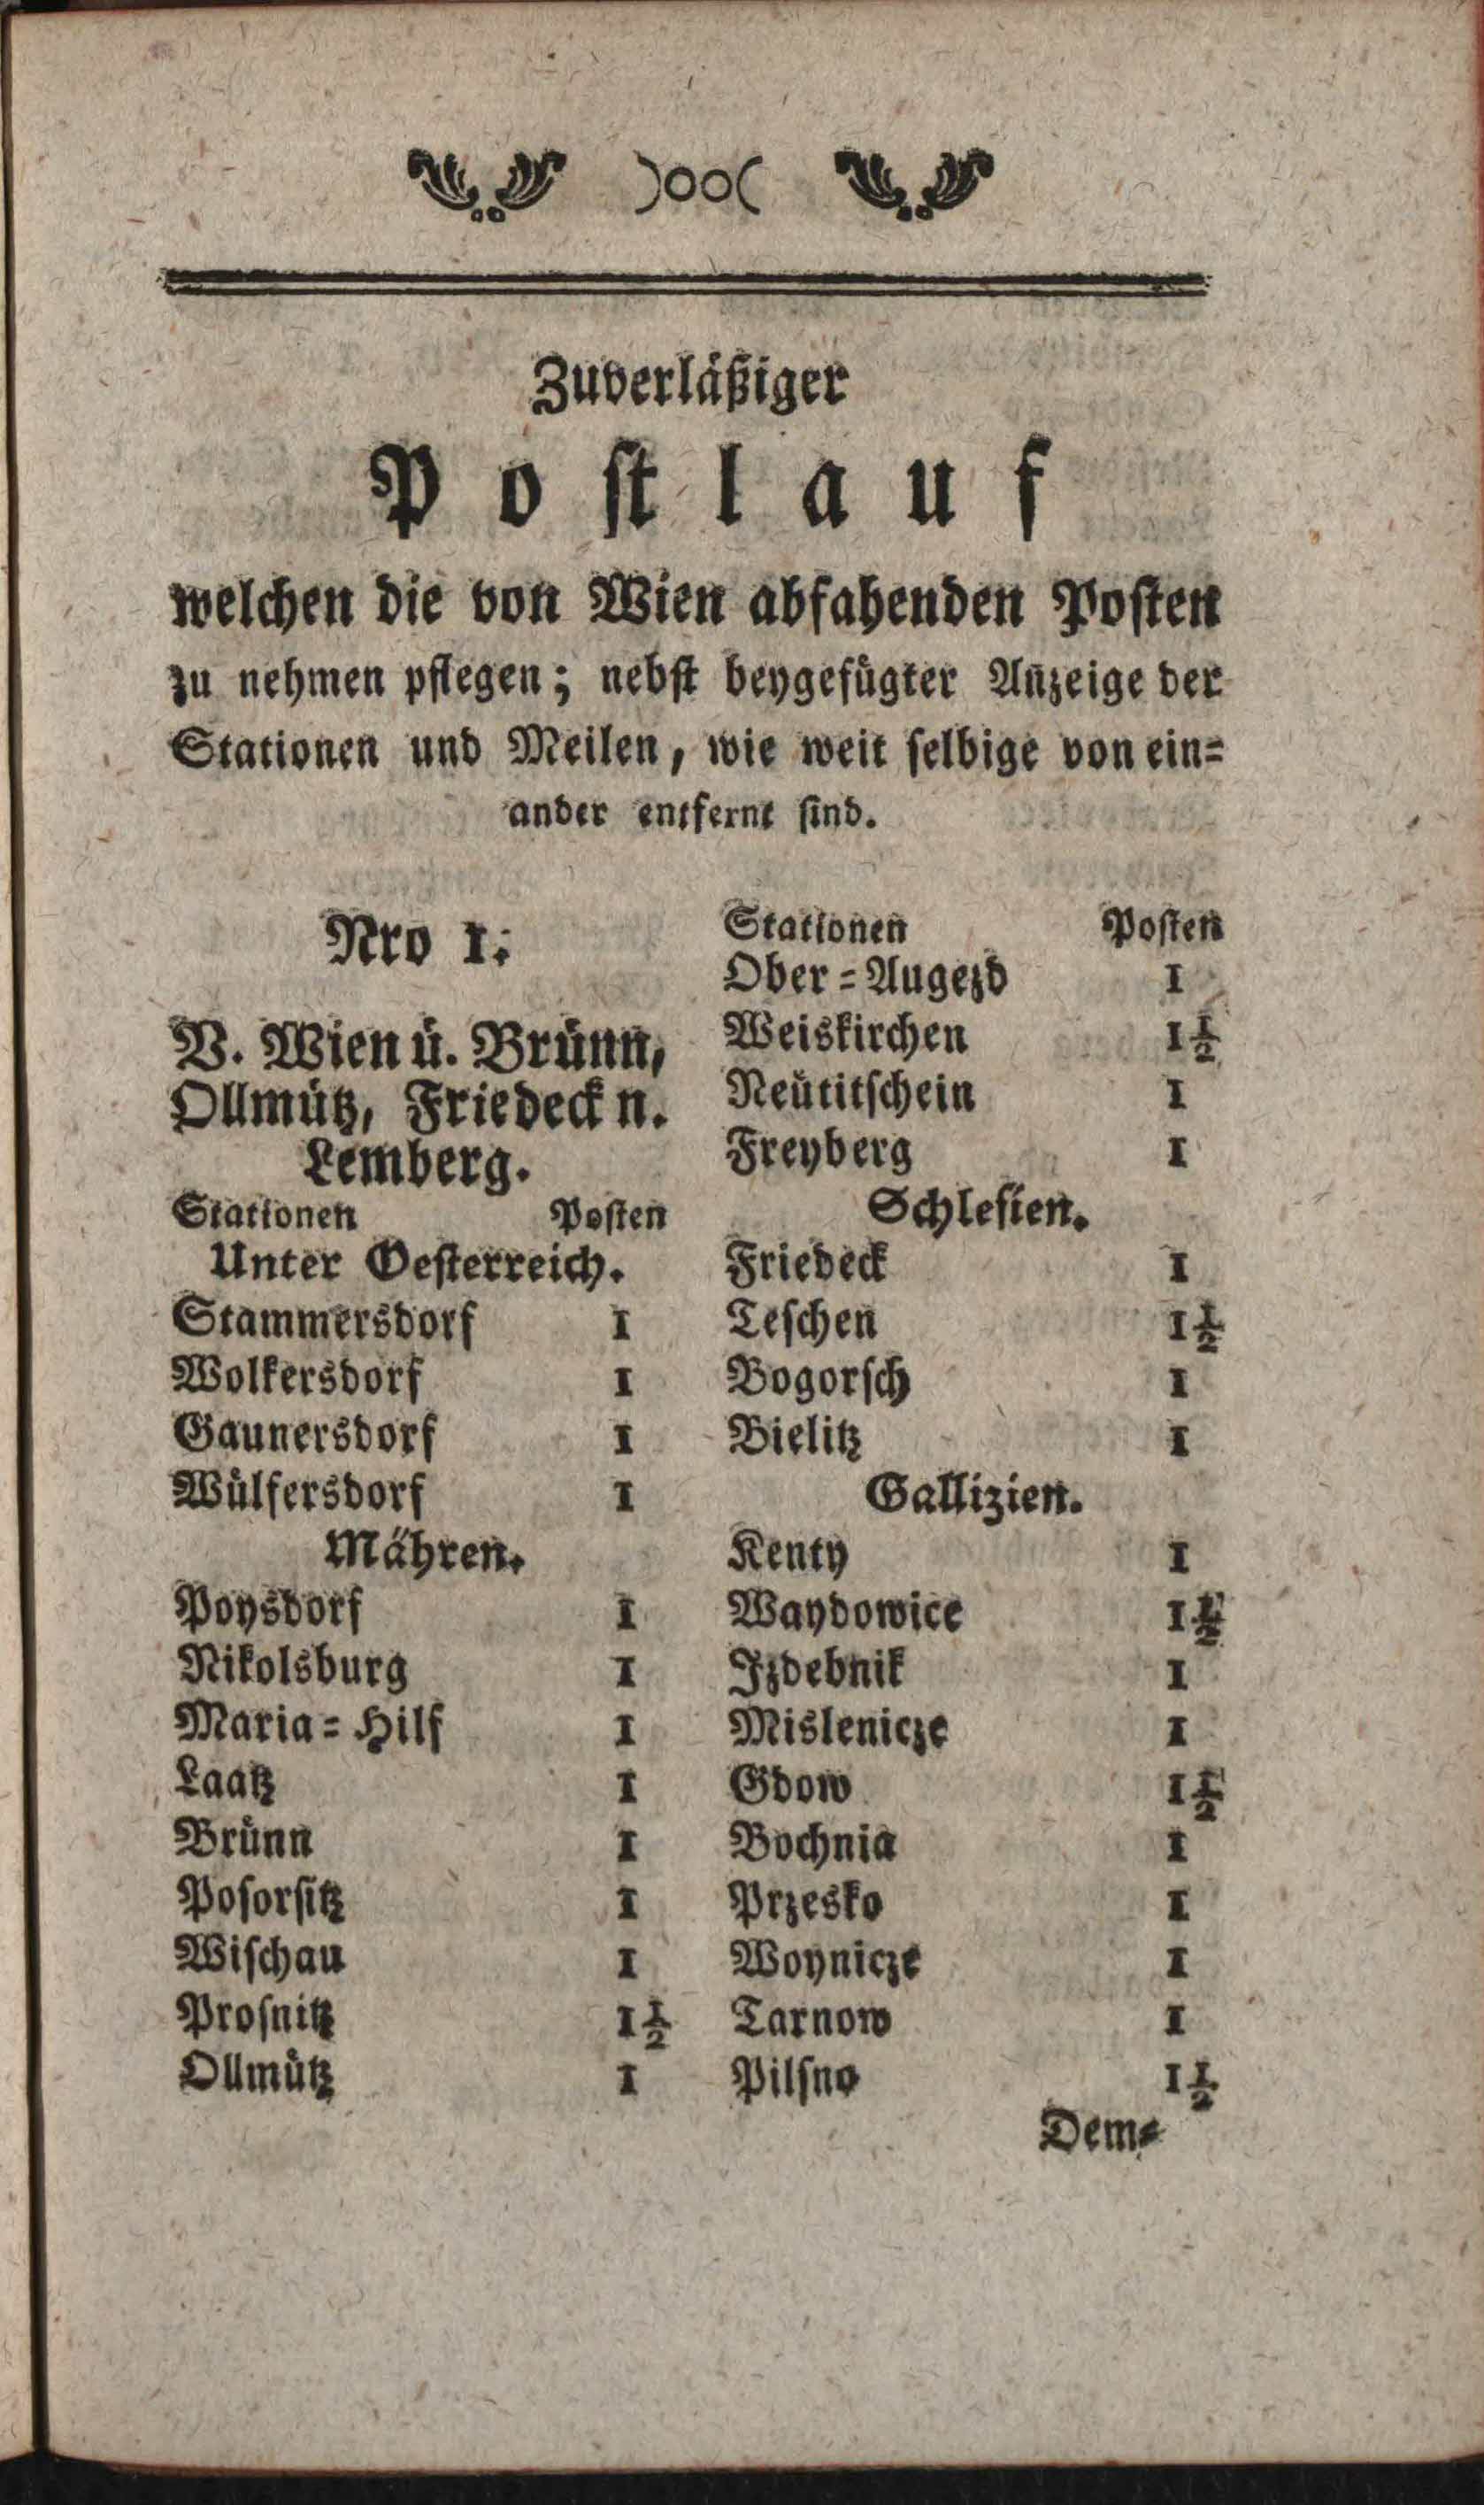 )oo(
Zuverläßiger
Postlauf
welchen die von Wien abfahenden Posten
zu nehmen pflegen; nebst beygefügter Anzeige der
Stationen und Meilen, wie weit selbige von ein=
ander entfernt sind.
Nro 1.
V. Wien ü. Brünn,
Ollmütz, Friedeck n.
Lemberg.
Stationen Posten
Unter Oesterreich.
Stammersdorf 1
Wolkersdorf 1
Gaunersdorf 1
Wülfersdorf 1
Mähren.
Poysdorf 1
Nikolsburg 1
Maria=Hilf 1
Laatz 1
Brünn 1
Posorsitz 1
Wischau 1
Prosnitz 1½
Ollmütz 1
Stationen Posten
Ober=Augezd 1
Weiskirchen 1½
Neütitschein 1
Freyberg 1
Schlesien.
Friedeck 1
Teschen 1½
Bogorsch 1
Bielitz 1
Gallizien.
Kenty 1
Waydowice 1½
Izdebnik 1
Mislenicze 1
Gdow 1½
Bochnia 1
Przesko 1
Woynicze 1
Tarnow 1
Pilsno 1½
Dem=